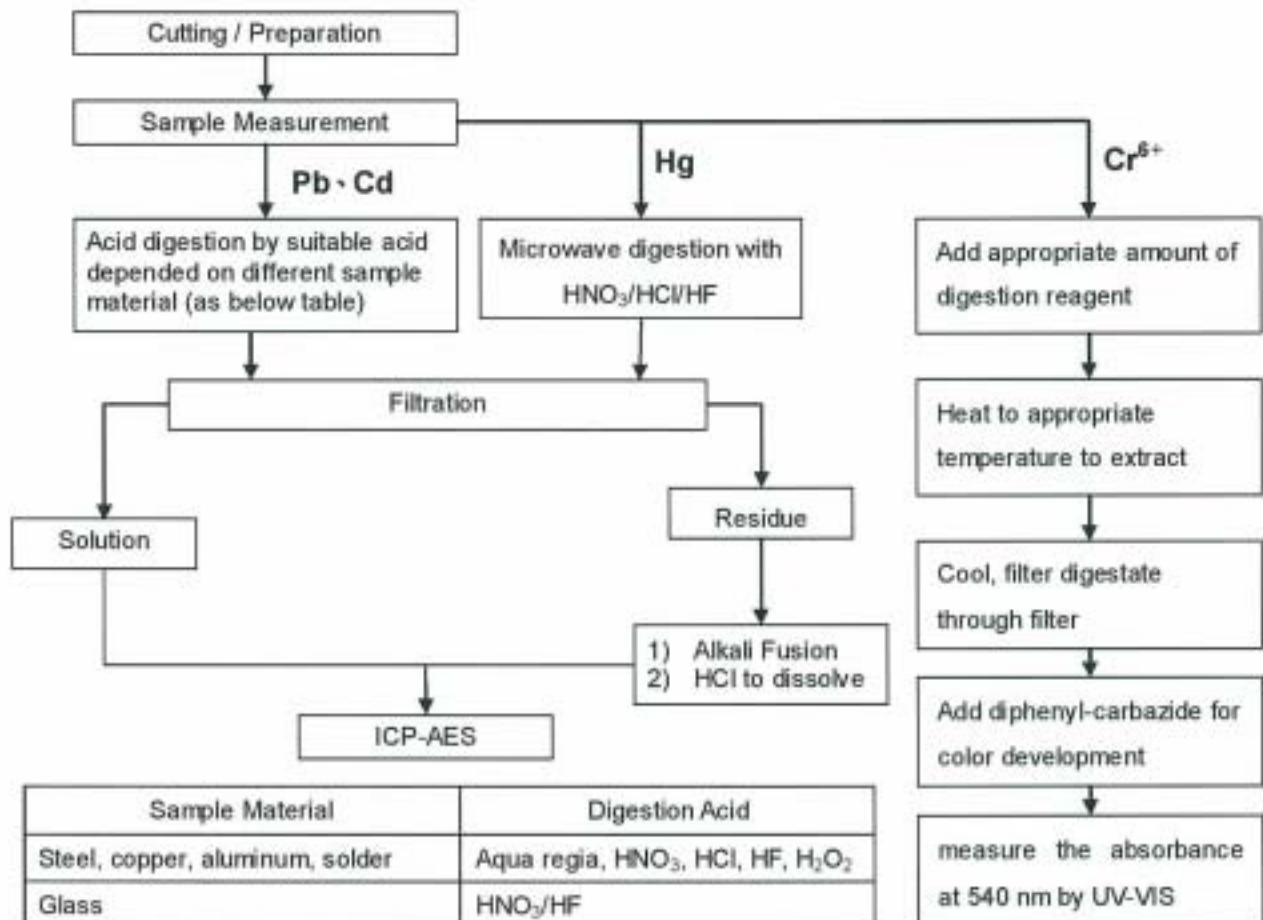 Cutting / Preparation
Sample Measurement
Pb、Cd
Hg
Cr⁶⁺
Acid digestion by suitable acid
depended on different sample
material (as below table)
Microwave digestion with
HNO₃/HCl/HF
Add appropriate amount of
digestion reagent
Filtration
Heat to appropriate
temperature to extract
Solution
Residue
Cool, filter digestate
through filter
1) Alkali Fusion
2) HCl to dissolve
ICP-AES
Add diphenyl-carbazide for
color development
measure the absorbance
at 540 nm by UV-VIS
Sample Material Digestion Acid
Steel, copper, aluminum, solder Aqua regia, HNO₃, HCl, HF, H₂O₂
Glass HNO₃/HF